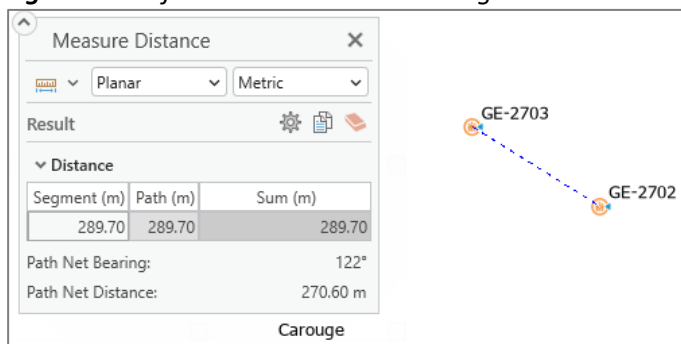 Measure Distance
Planar
Metric
Result
Distance
Segment (m) Path (m) Sum (m)
289.70 289.70 289.70
Path Net Bearing: 122°
Path Net Distance: 270.60 m
Carouge
GE-2703
GE-2702